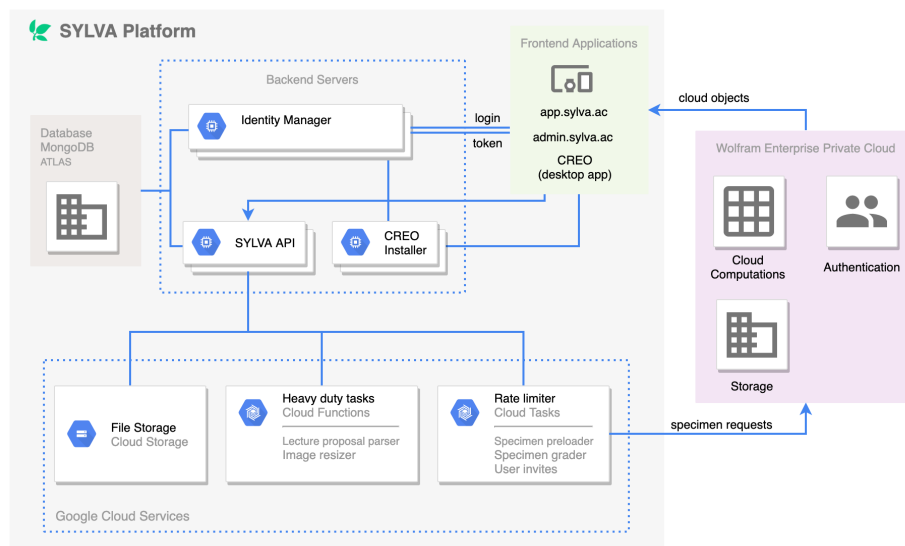 SYLVA Platform
Backend Servers
Frontend Applications
app.sylva.ac
admin.sylva.ac
CREO
(desktop app)
Identity Manager
login
token
Database
MongoDB
ATLAS
SYLVA API
CREO
Installer
cloud objects
Wolfram Enterprise Private Cloud
Cloud
Computations
Authentication
Storage
File Storage
Cloud Storage
Heavy duty tasks
Cloud Functions
Lecture proposal parser
Image resizer
Rate limiter
Cloud Tasks
Specimen preloader
Specimen grader
User invites
specimen requests
Google Cloud Services